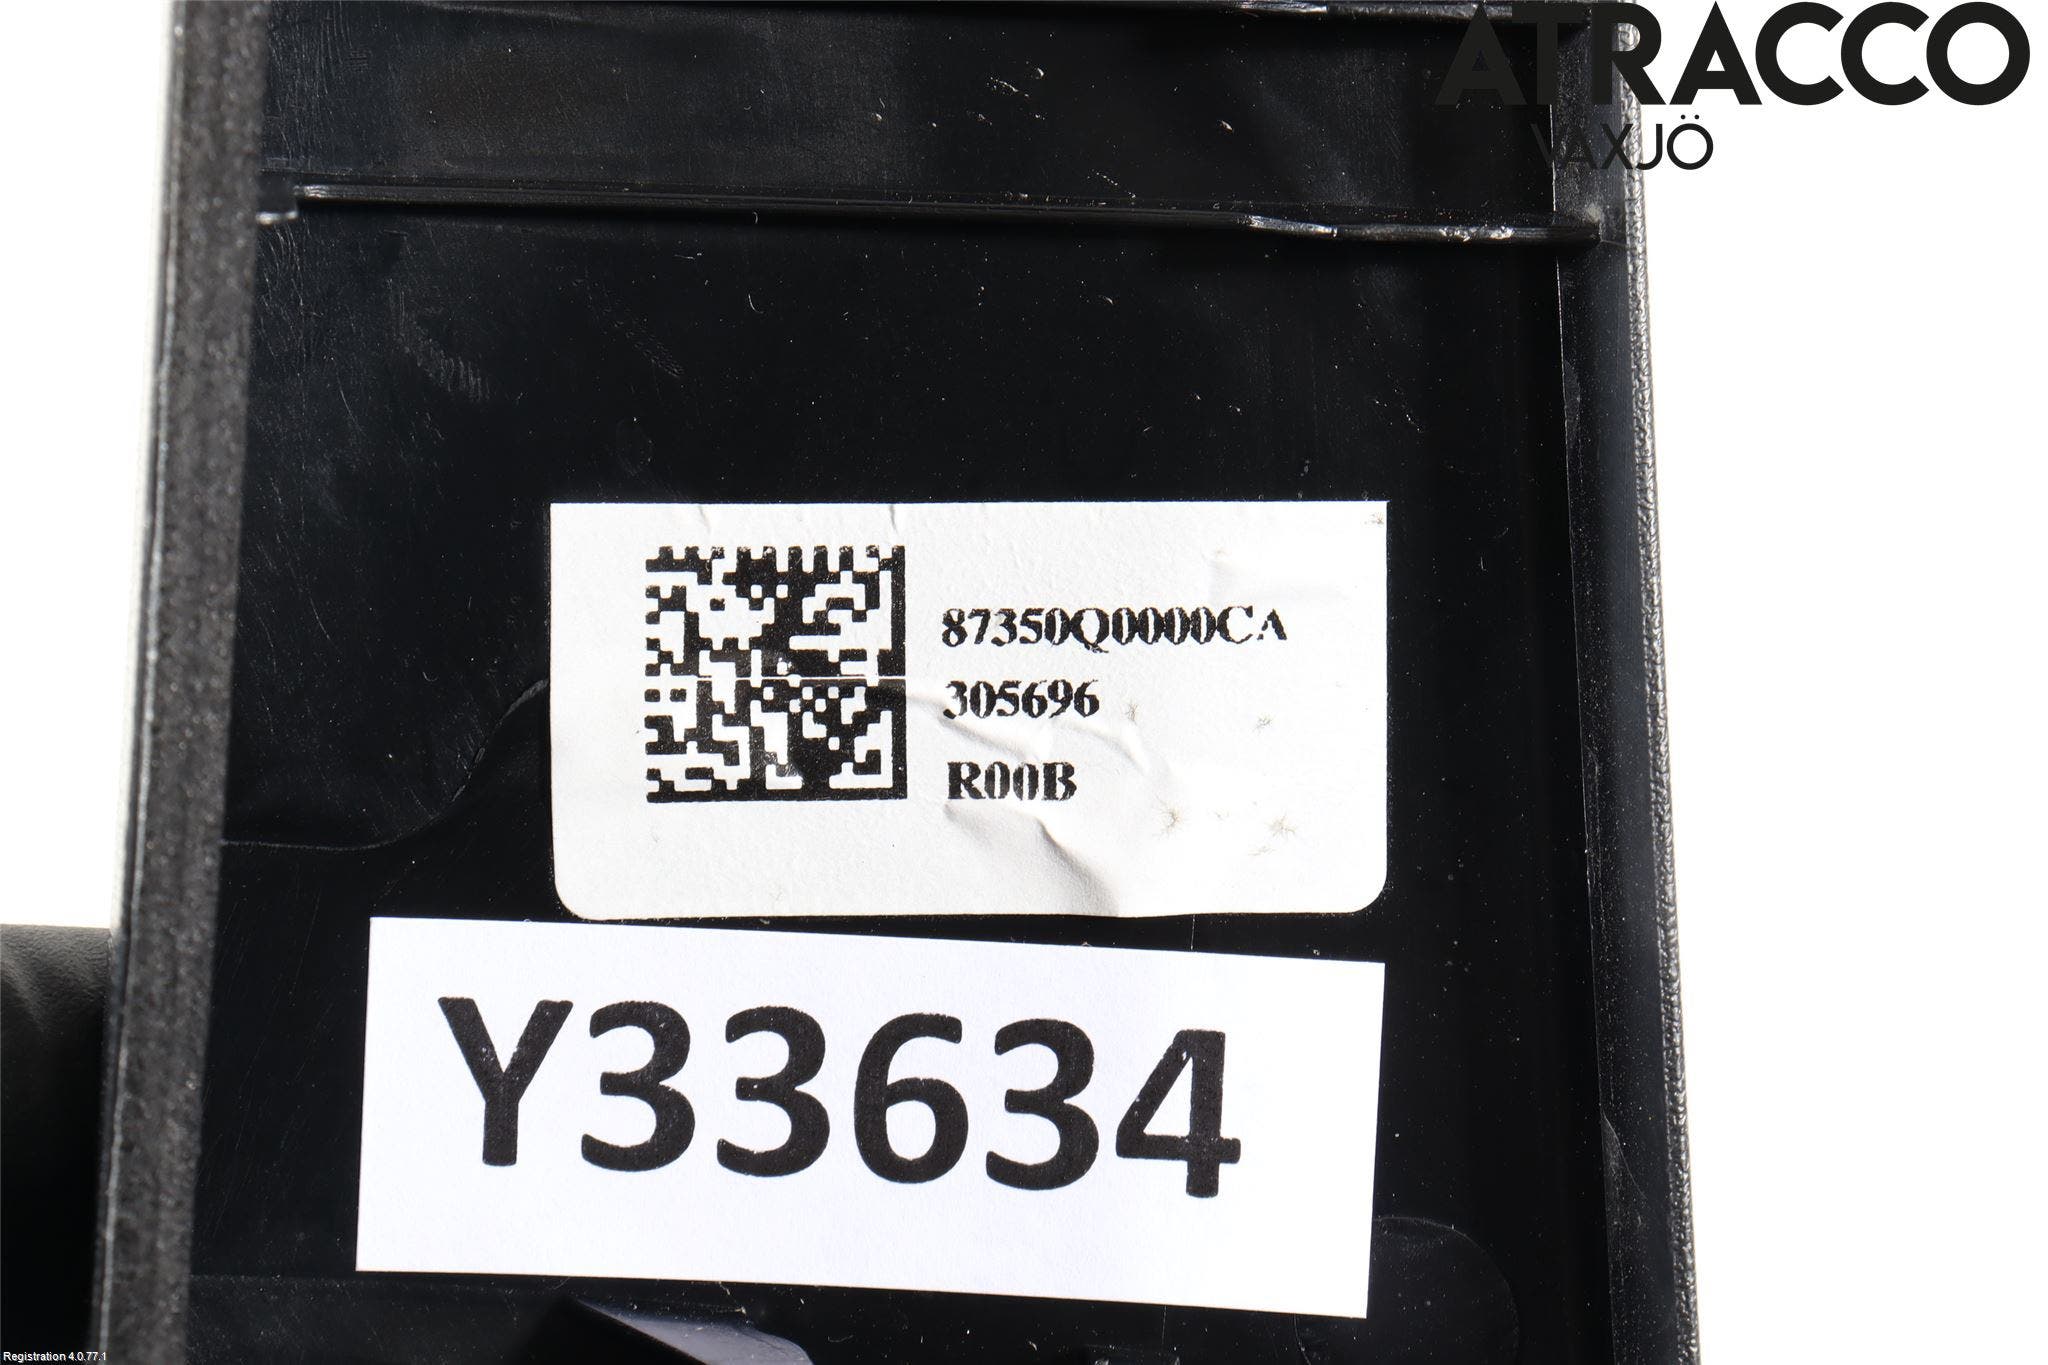 ATRACCO
VAXJÖ
87350Q0000CA
305696
R00B
Y33634
Registration 4.0.77.1